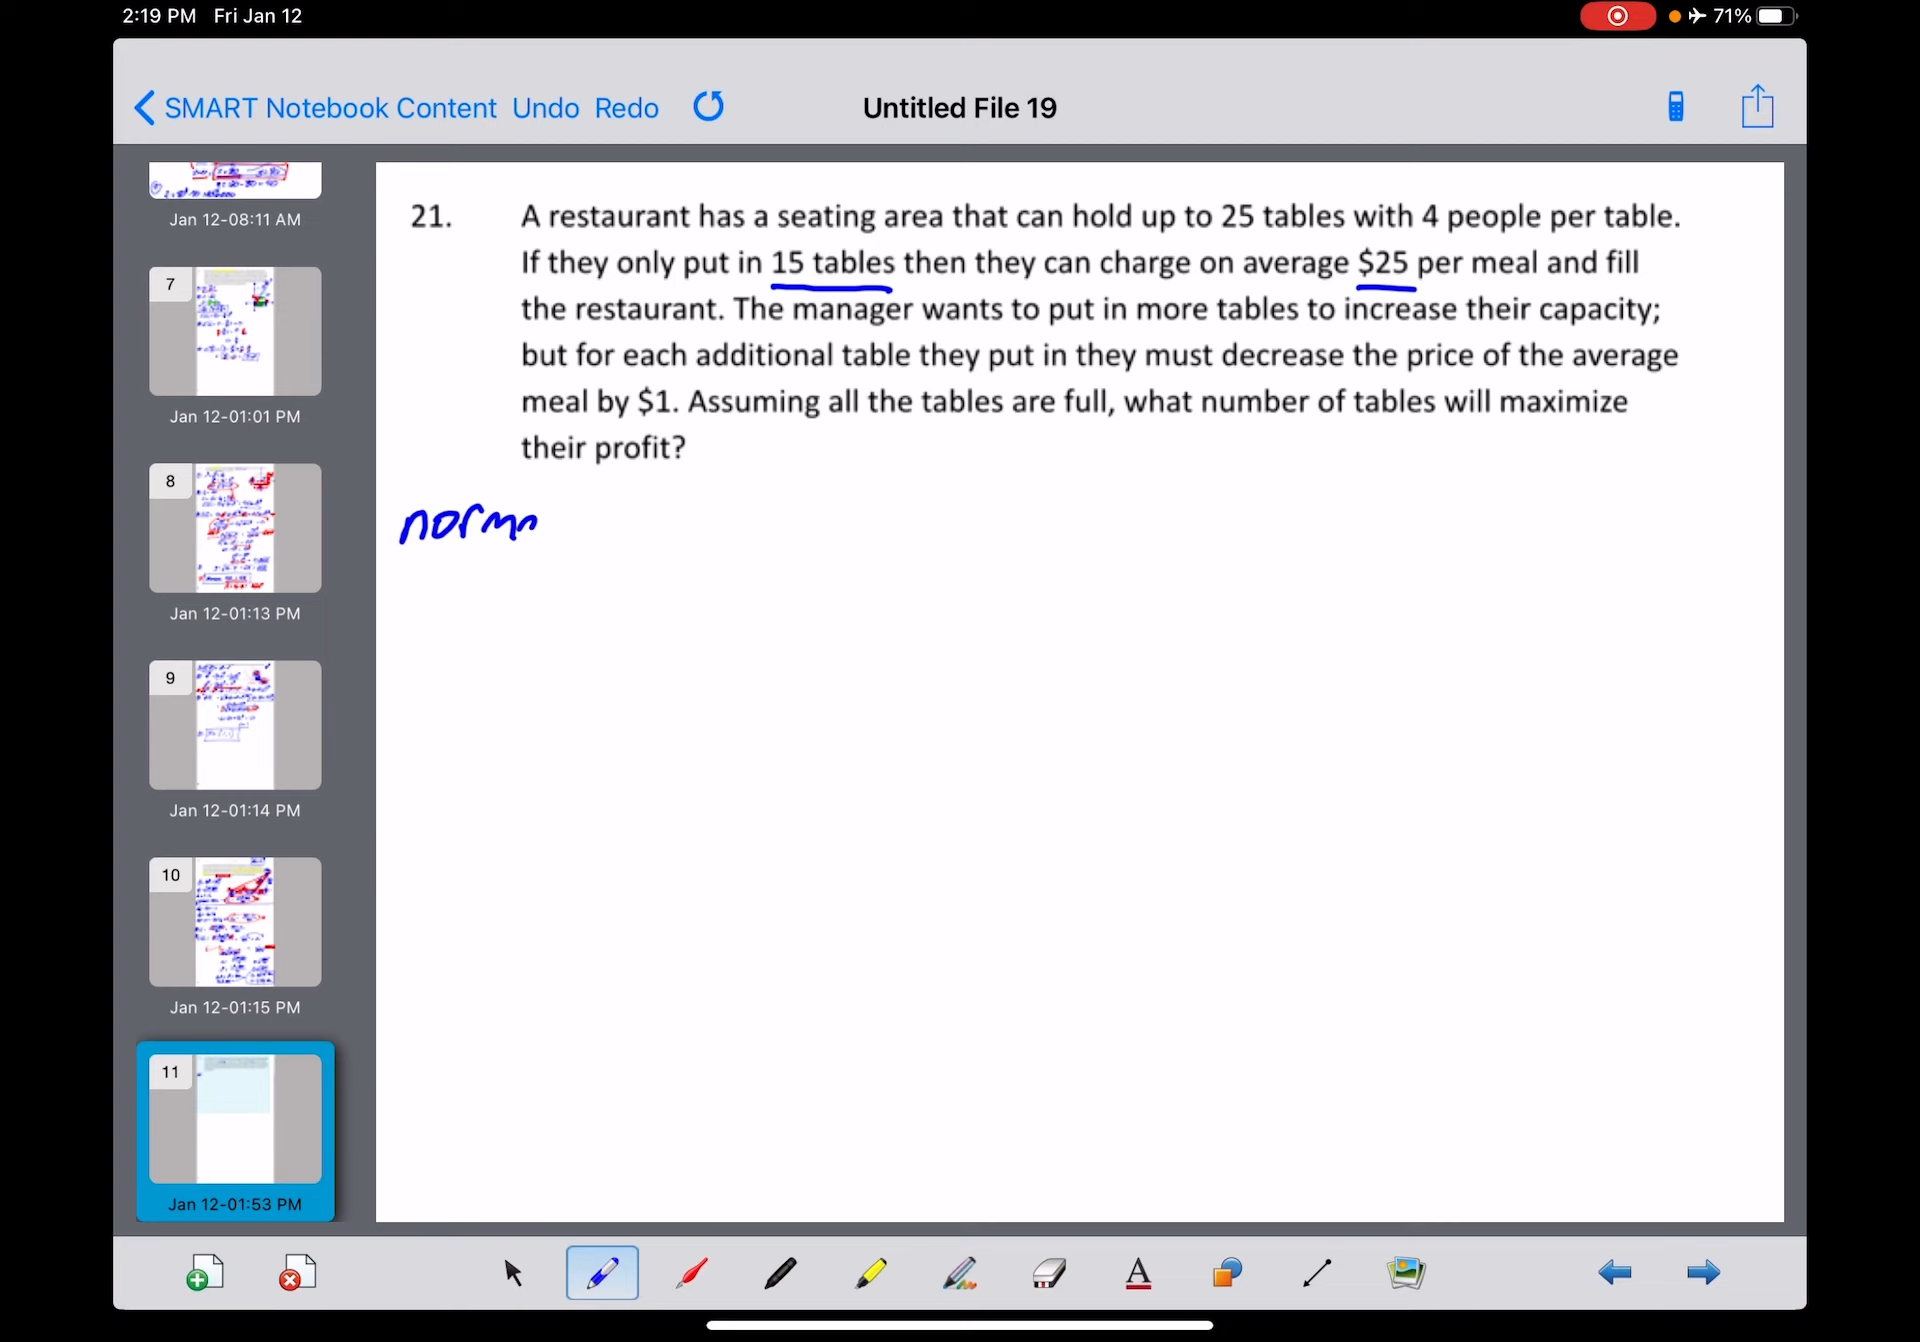 2:19 PM Fri Jan 12
71%
SMART Notebook Content Undo Redo
Untitled File 19
Jan 12-08:11 AM
7
Jan 12-01:01 PM
8
Jan 12-01:13 PM
9
Jan 12-01:14 PM
10
Jan 12-01:15 PM
11
Jan 12-01:53 PM
21. A restaurant has a seating area that can hold up to 25 tables with 4 people per table.
If they only put in 15 tables then they can charge on average $25 per meal and fill
the restaurant. The manager wants to put in more tables to increase their capacity;
but for each additional table they put in they must decrease the price of the average
meal by $1. Assuming all the tables are full, what number of tables will maximize
their profit?
norm
A